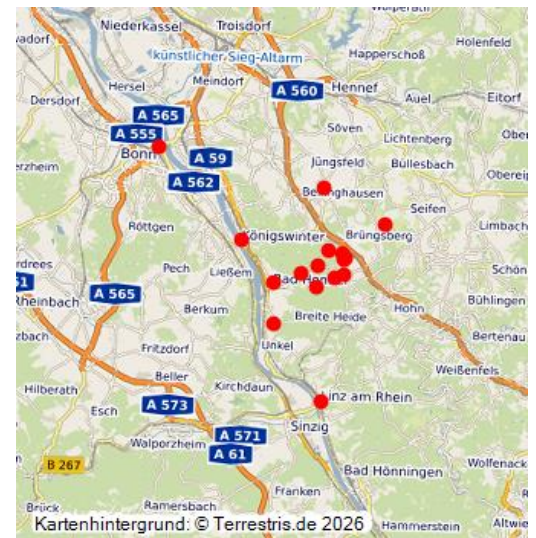 Niederkassel
Troisdorf
künstlicher Sieg-Altarm
Happerschoß
Holenfeld
Hersel
Meindorf
A 560
Hennef
Dersdorf
A 565
Auel
Eitorf
A 555
Söven
Lichtenberg
Bonn
A 59
Jüngsfeld
Büllesbach
A 562
Seifen
Röttgen
Königswinter
Brüngsberg
Limbach
Pech
Ließem
A 565
Rheinbach
Berkum
Hohn
Bühlingen
Breite Heide
Bertenau
Fritzdorf
Unkel
Weißenfels
Beller
Kirchdaun
Hilberath
Esch
A 573
Linz am Rhein
Sinzig
A 571
Walporzheim
A 61
B 267
Bad Hönningen
Franken
Brück
Ramersbach
Hammerstein
Kartenhintergrund: © Terrestris.de 2026